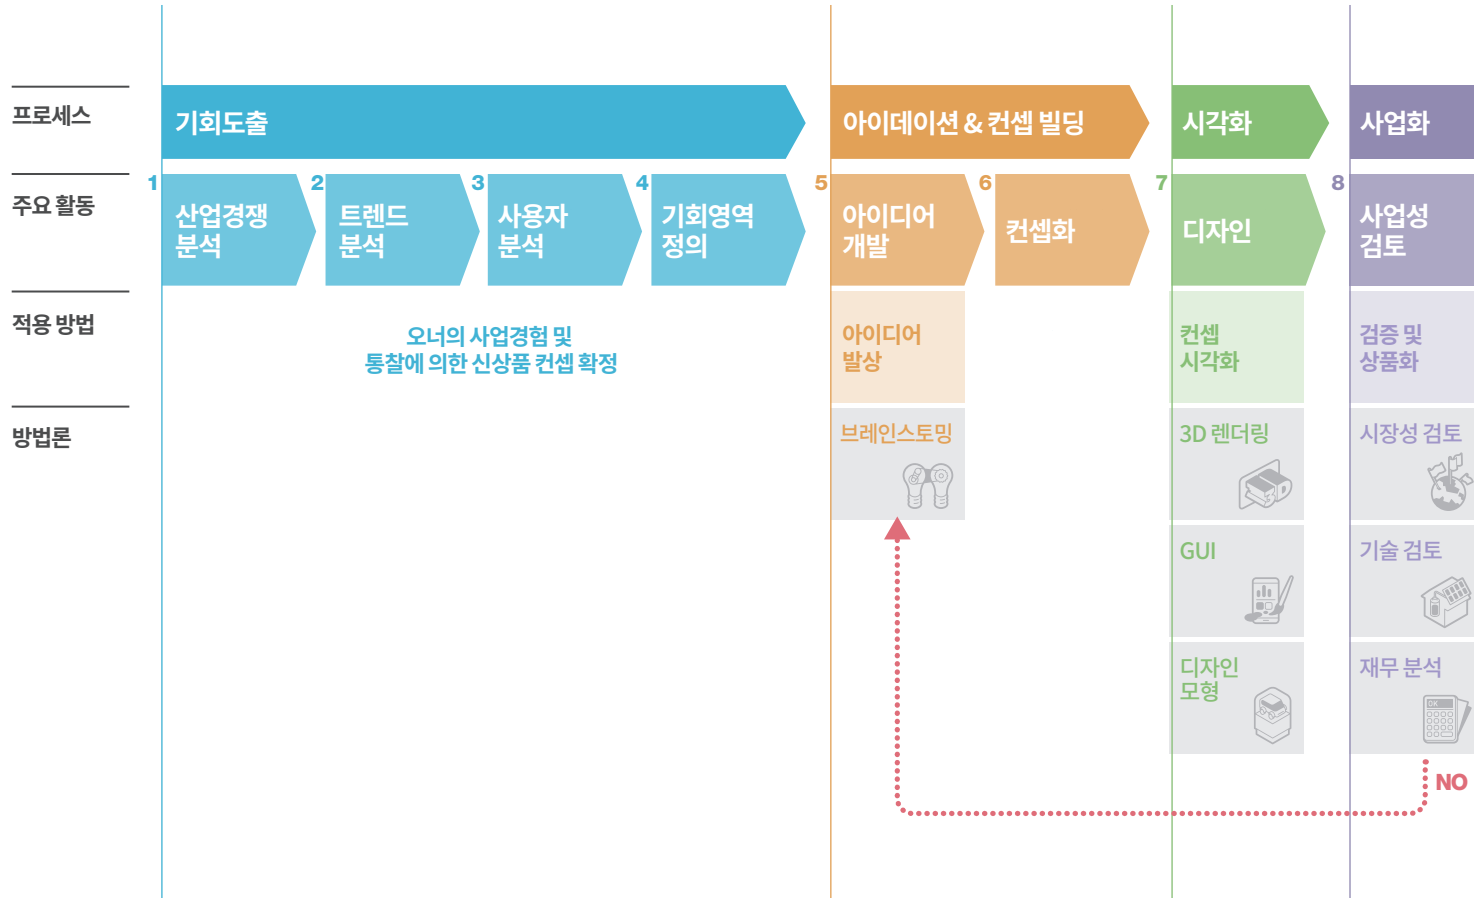 프로세스
기회도출
아이데이션 & 컨셉 빌딩
시각화
사업화
주요 활동
1
산업경쟁
분석
2
트렌드
분석
3
사용자
분석
4
기회영역
정의
5
아이디어
개발
6
컨셉화
7
디자인
8
사업성
검토
적용 방법
오너의 사업경험 및
통찰에 의한 신상품 컨셉 확정
아이디어
발상
컨셉
시각화
검증 및
상품화
방법론
브레인스토밍
3D 렌더링
시장성 검토
GUI
기술 검토
디자인
모형
재무 분석
OK
NO